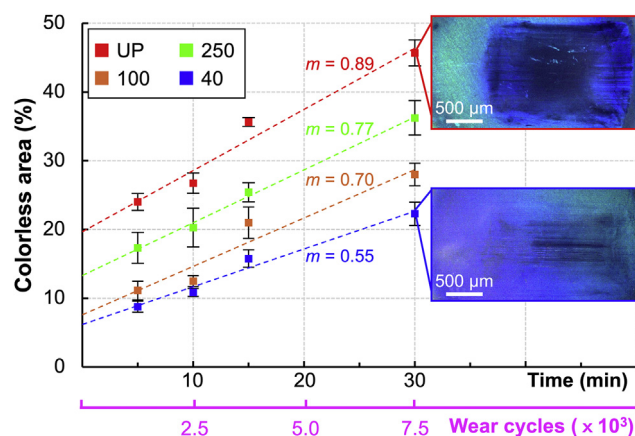 50
40
30
20
10
0
Colorless area (%)
UP
250
100
40
m = 0.89
m = 0.77
m = 0.70
m = 0.55
500 µm
500 µm
10
20
30
Time (min)
2.5
5.0
7.5
Wear cycles ( x 10³)